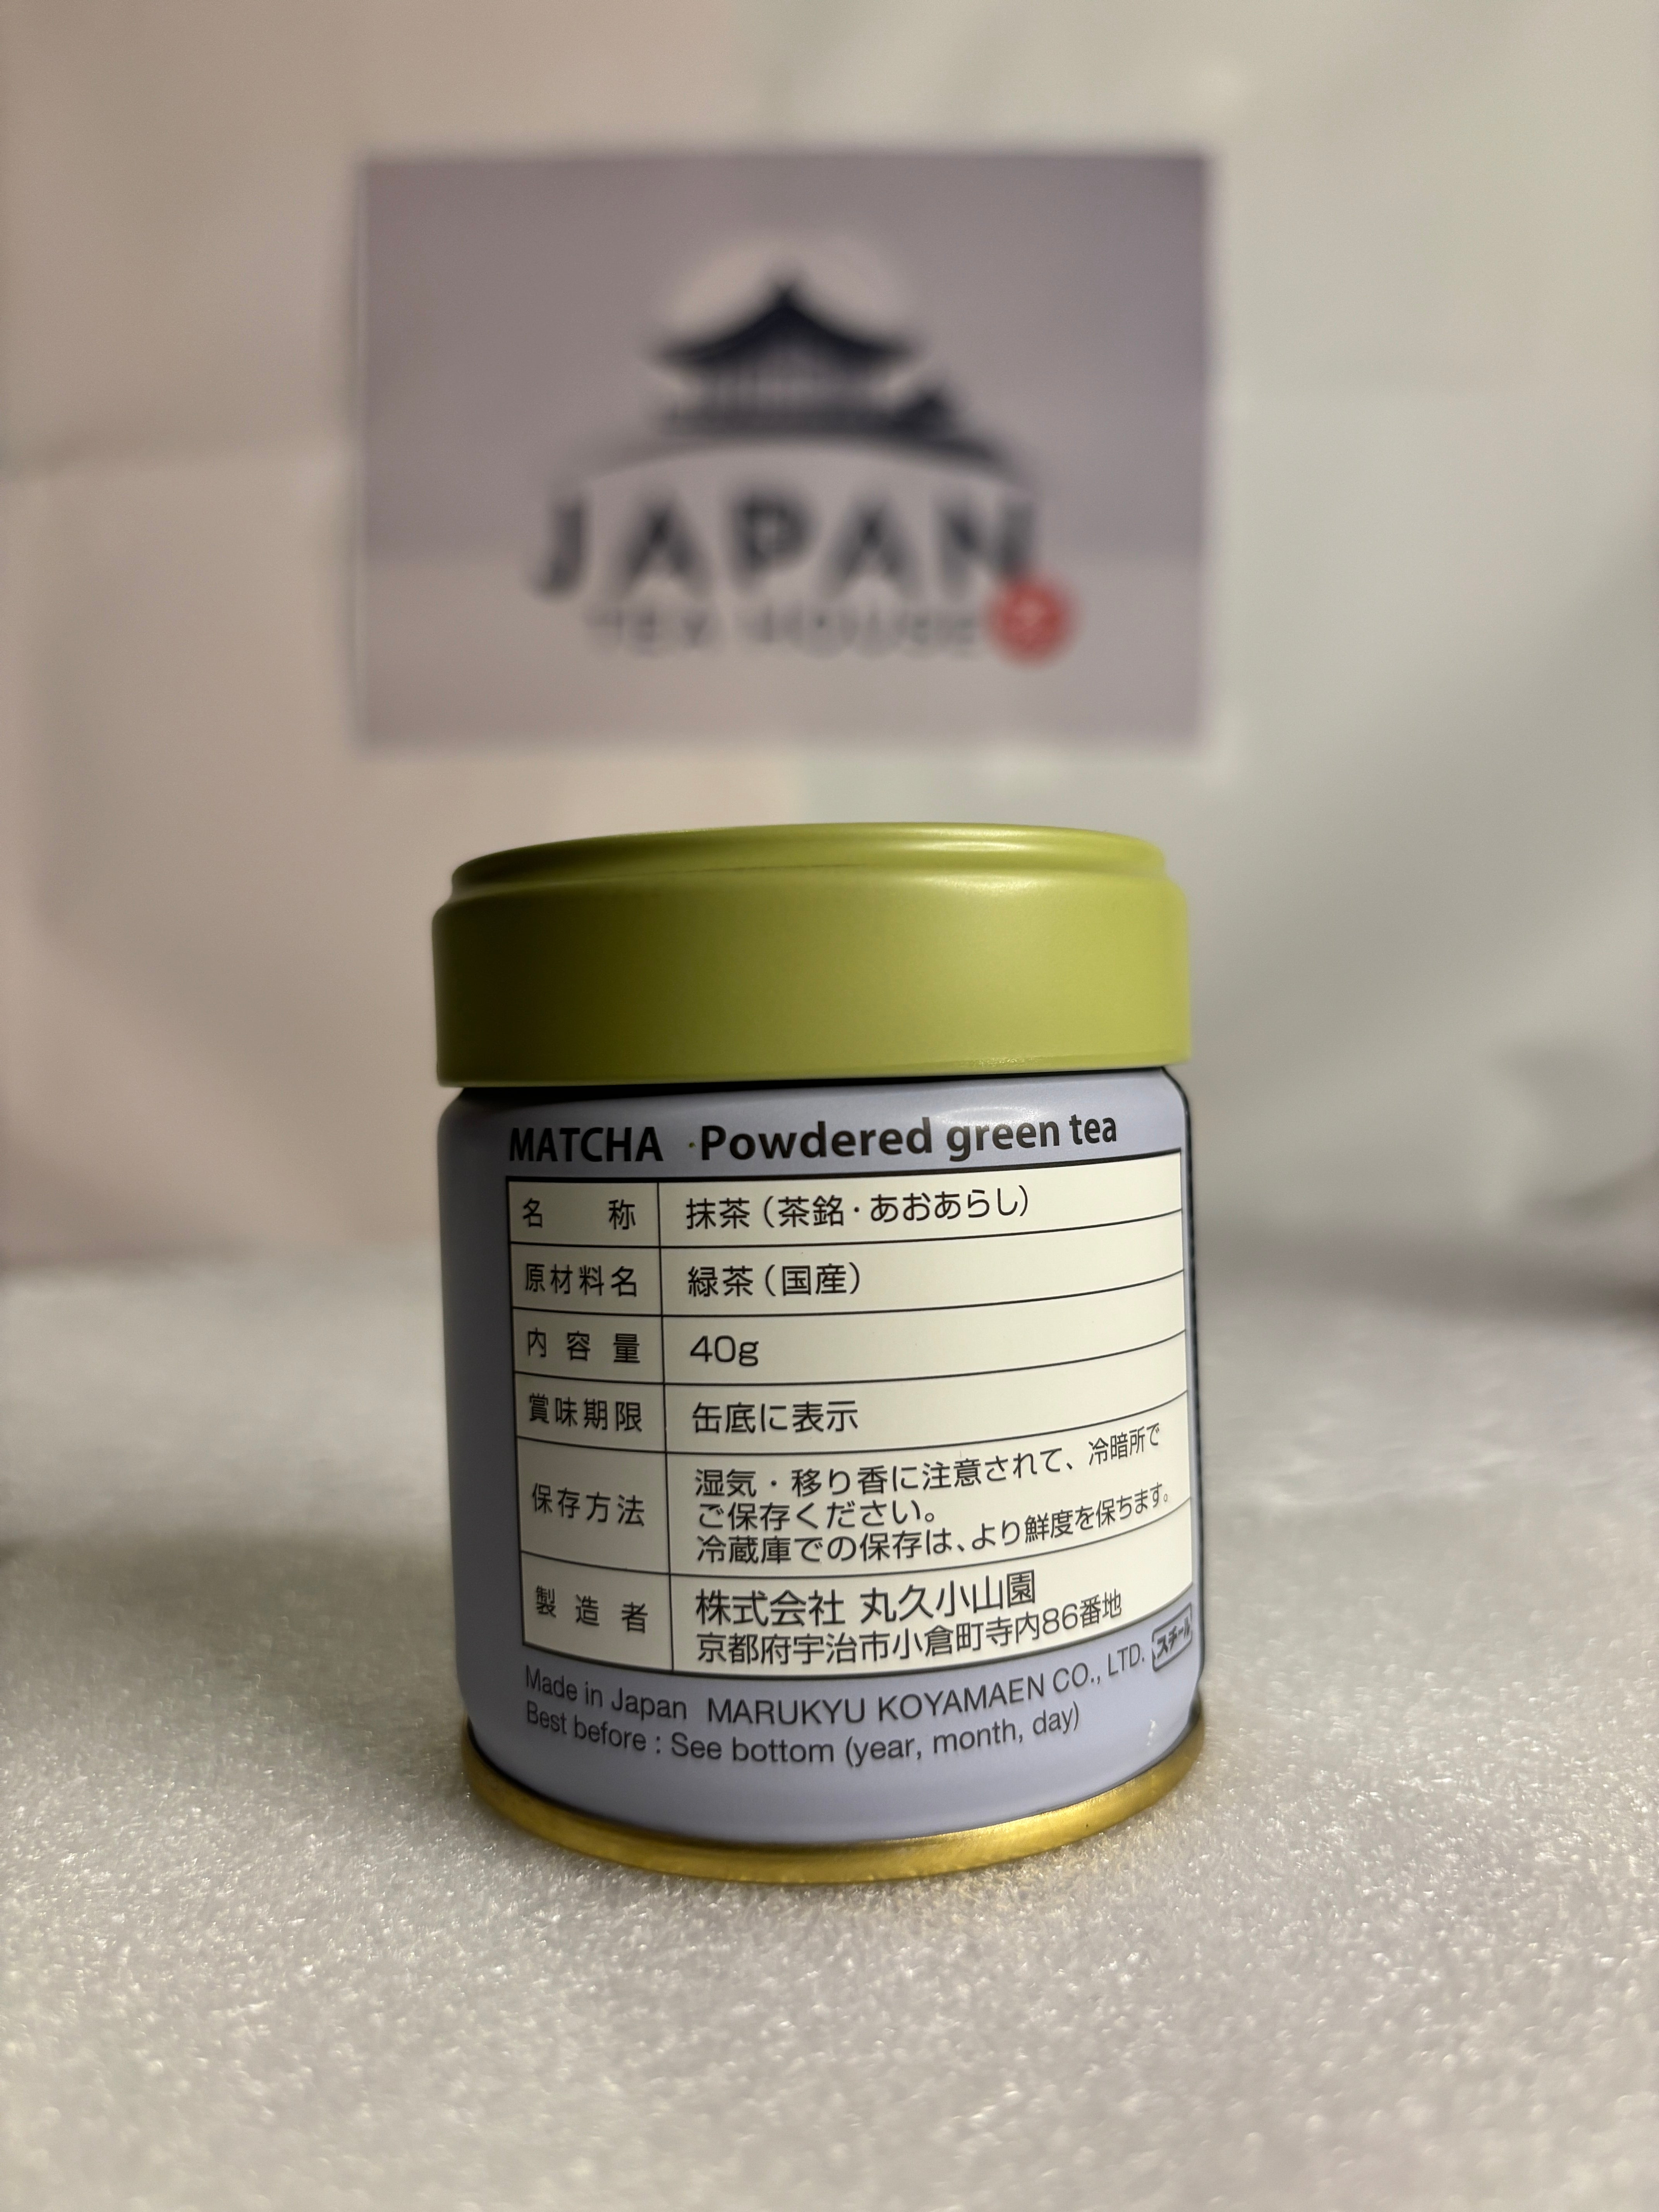 JAPAN
TEA HOUSE
MATCHA · Powdered green tea
名称 抹茶（茶銘・あおあらし）
原材料名 緑茶（国産）
内容量 40g
賞味期限 缶底に表示
保存方法 湿気・移り香に注意されて、冷暗所で
ご保存ください。
冷蔵庫での保存は、より鮮度を保ちます。
製造者 株式会社 丸久小山園
京都府宇治市小倉町寺内86番地
スチール
Made in Japan MARUKYU KOYAMAEN CO., LTD.
Best before : See bottom (year, month, day)